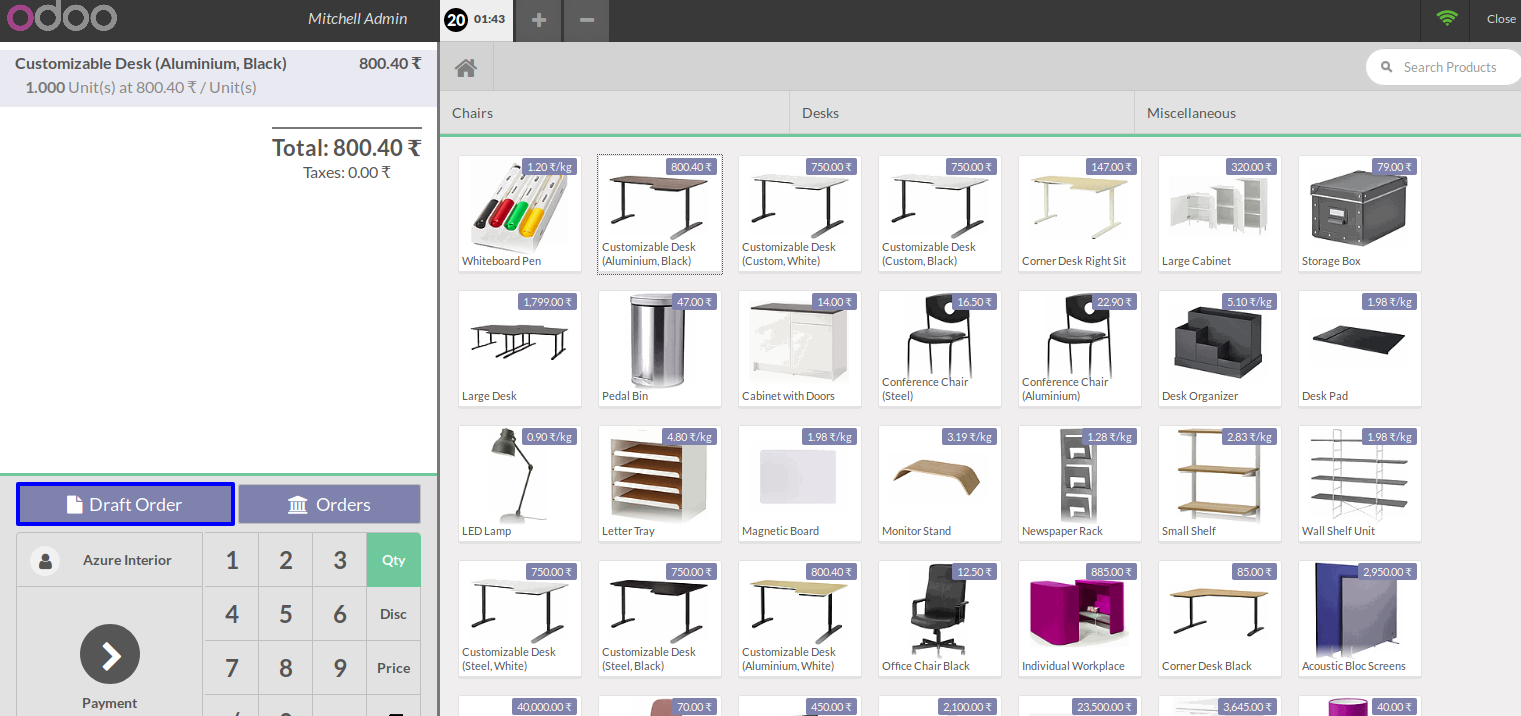 odoo
Mitchell Admin
20 01:43
+
−
Close
Customizable Desk (Aluminium, Black) 800.40 ₹
1.000 Unit(s) at 800.40 ₹ / Unit(s)
Total: 800.40 ₹
Taxes: 0.00 ₹
Draft Order
Orders
Azure Interior
1 2 3 Qty
4 5 6 Disc
7 8 9 Price
Payment
Search Products
Chairs
Desks
Miscellaneous
1.20 ₹/kg
Whiteboard Pen
800.40 ₹
Customizable Desk
(Aluminium, Black)
750.00 ₹
Customizable Desk
(Custom, White)
750.00 ₹
Customizable Desk
(Custom, Black)
147.00 ₹
Corner Desk Right Sit
320.00 ₹
Large Cabinet
79.00 ₹
Storage Box
1,799.00 ₹
Large Desk
47.00 ₹
Pedal Bin
14.00 ₹
Cabinet with Doors
16.50 ₹
Conference Chair
(Steel)
22.90 ₹
Conference Chair
(Aluminium)
5.10 ₹/kg
Desk Organizer
1.98 ₹/kg
Desk Pad
0.90 ₹/kg
LED Lamp
4.80 ₹/kg
Letter Tray
1.98 ₹/kg
Magnetic Board
3.19 ₹/kg
Monitor Stand
1.28 ₹/kg
Newspaper Rack
2.83 ₹/kg
Small Shelf
1.98 ₹/kg
Wall Shelf Unit
750.00 ₹
Customizable Desk
(Steel, White)
750.00 ₹
Customizable Desk
(Steel, Black)
800.40 ₹
Customizable Desk
(Aluminium, White)
12.50 ₹
Office Chair Black
885.00 ₹
Individual Workplace
85.00 ₹
Corner Desk Black
2,950.00 ₹
Acoustic Bloc Screens
40,000.00 ₹
70.00 ₹
450.00 ₹
2,100.00 ₹
23,500.00 ₹
3,645.00 ₹
40.00 ₹